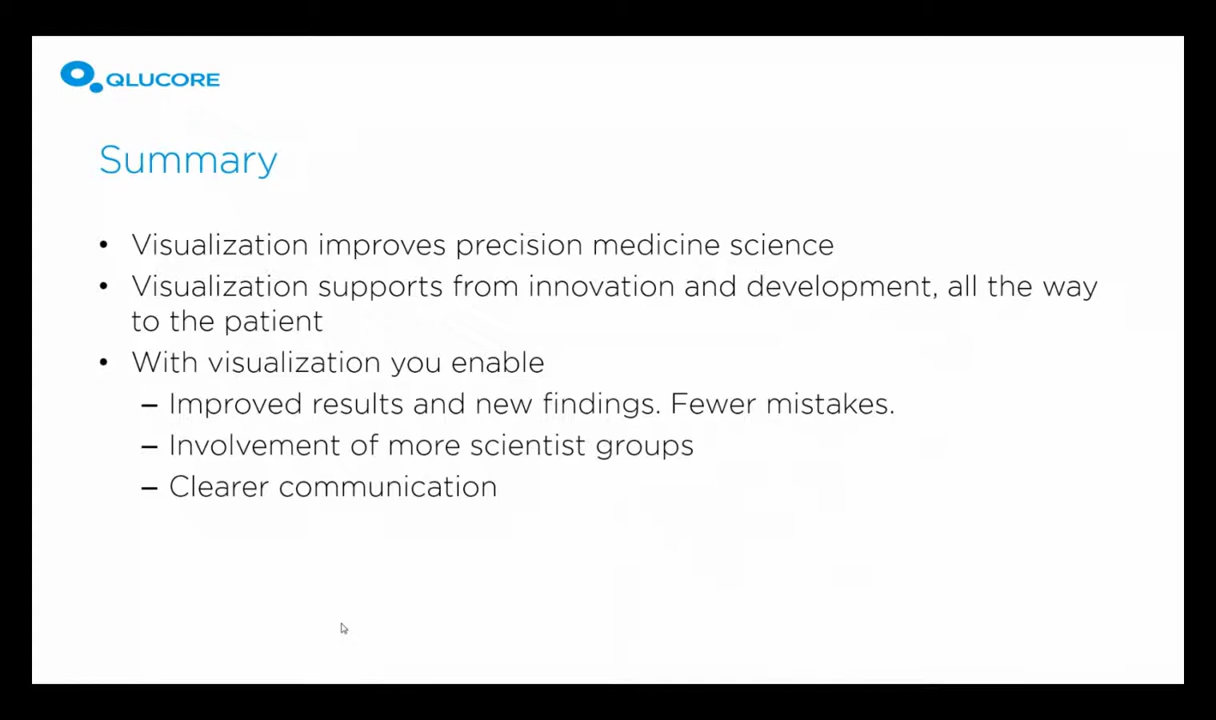 QLUCORE
Summary
• Visualization improves precision medicine science
• Visualization supports from innovation and development, all the way
to the patient
• With visualization you enable
– Improved results and new findings. Fewer mistakes.
– Involvement of more scientist groups
– Clearer communication